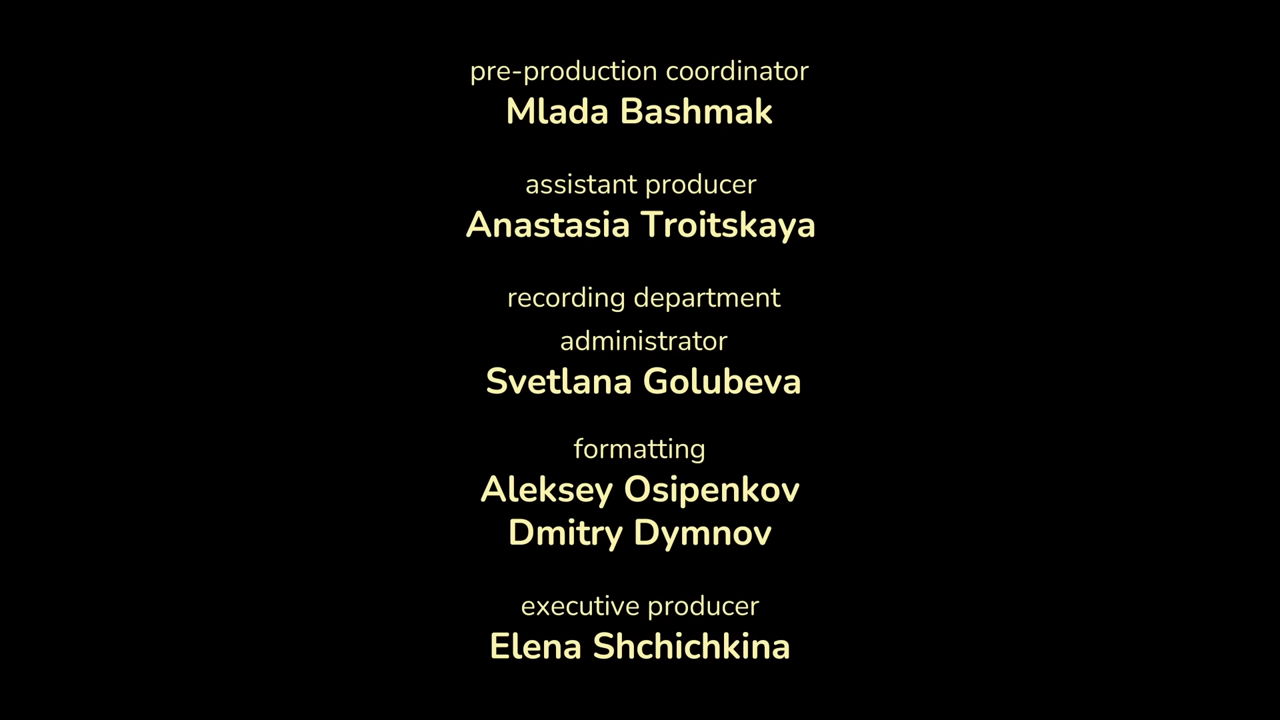 pre-production coordinator
Mlada Bashmak
assistant producer
Anastasia Troitskaya
recording department
administrator
Svetlana Golubeva
formatting
Aleksey Osipenkov
Dmitry Dymnov
executive producer
Elena Shchichkina